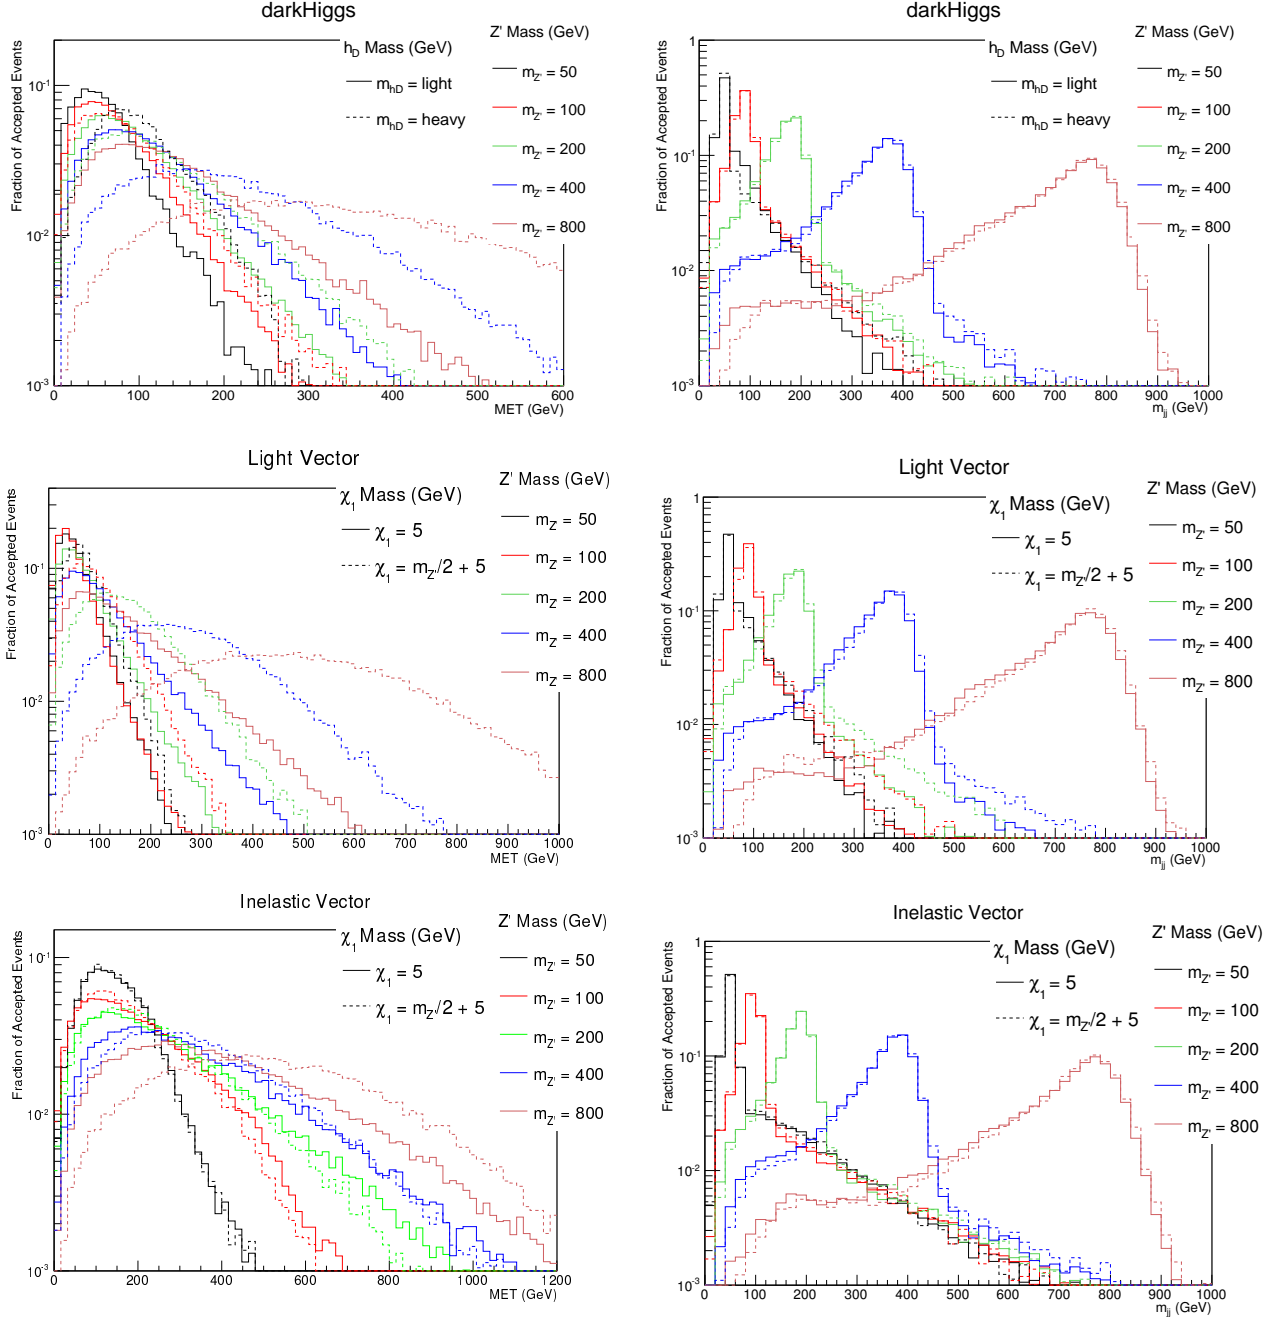 darkHiggs
Fraction of Accepted Events
h_D Mass (GeV)
m_hD = light
m_hD = heavy
Z' Mass (GeV)
m_Z' = 50
m_Z' = 100
m_Z' = 200
m_Z' = 400
m_Z' = 800
10^-1
10^-2
10^-3
0 100 200 300 400 500 600
MET (GeV)
darkHiggs
Fraction of Accepted Events
h_D Mass (GeV)
m_hD = light
m_hD = heavy
Z' Mass (GeV)
m_Z' = 50
m_Z' = 100
m_Z' = 200
m_Z' = 400
m_Z' = 800
1
10^-1
10^-2
10^-3
0 100 200 300 400 500 600 700 800 900 1000
m_jj (GeV)
Light Vector
Fraction of Accepted Events
χ_1 Mass (GeV)
χ_1 = 5
χ_1 = m_Z'/2 + 5
Z' Mass (GeV)
m_Z' = 50
m_Z' = 100
m_Z' = 200
m_Z' = 400
m_Z' = 800
10^-1
10^-2
10^-3
0 100 200 300 400 500 600 700 800 900 1000
MET (GeV)
Light Vector
Fraction of Accepted Events
χ_1 Mass (GeV)
χ_1 = 5
χ_1 = m_Z'/2 + 5
Z' Mass (GeV)
m_Z' = 50
m_Z' = 100
m_Z' = 200
m_Z' = 400
m_Z' = 800
1
10^-1
10^-2
10^-3
0 100 200 300 400 500 600 700 800 900 1000
m_jj (GeV)
Inelastic Vector
Fraction of Accepted Events
χ_1 Mass (GeV)
χ_1 = 5
χ_1 = m_Z'/2 + 5
Z' Mass (GeV)
m_Z' = 50
m_Z' = 100
m_Z' = 200
m_Z' = 400
m_Z' = 800
10^-1
10^-2
10^-3
0 200 400 600 800 1000 1200
MET (GeV)
Inelastic Vector
Fraction of Accepted Events
χ_1 Mass (GeV)
χ_1 = 5
χ_1 = m_Z'/2 + 5
Z' Mass (GeV)
m_Z' = 50
m_Z' = 100
m_Z' = 200
m_Z' = 400
m_Z' = 800
1
10^-1
10^-2
10^-3
0 100 200 300 400 500 600 700 800 900 1000
m_jj (GeV)